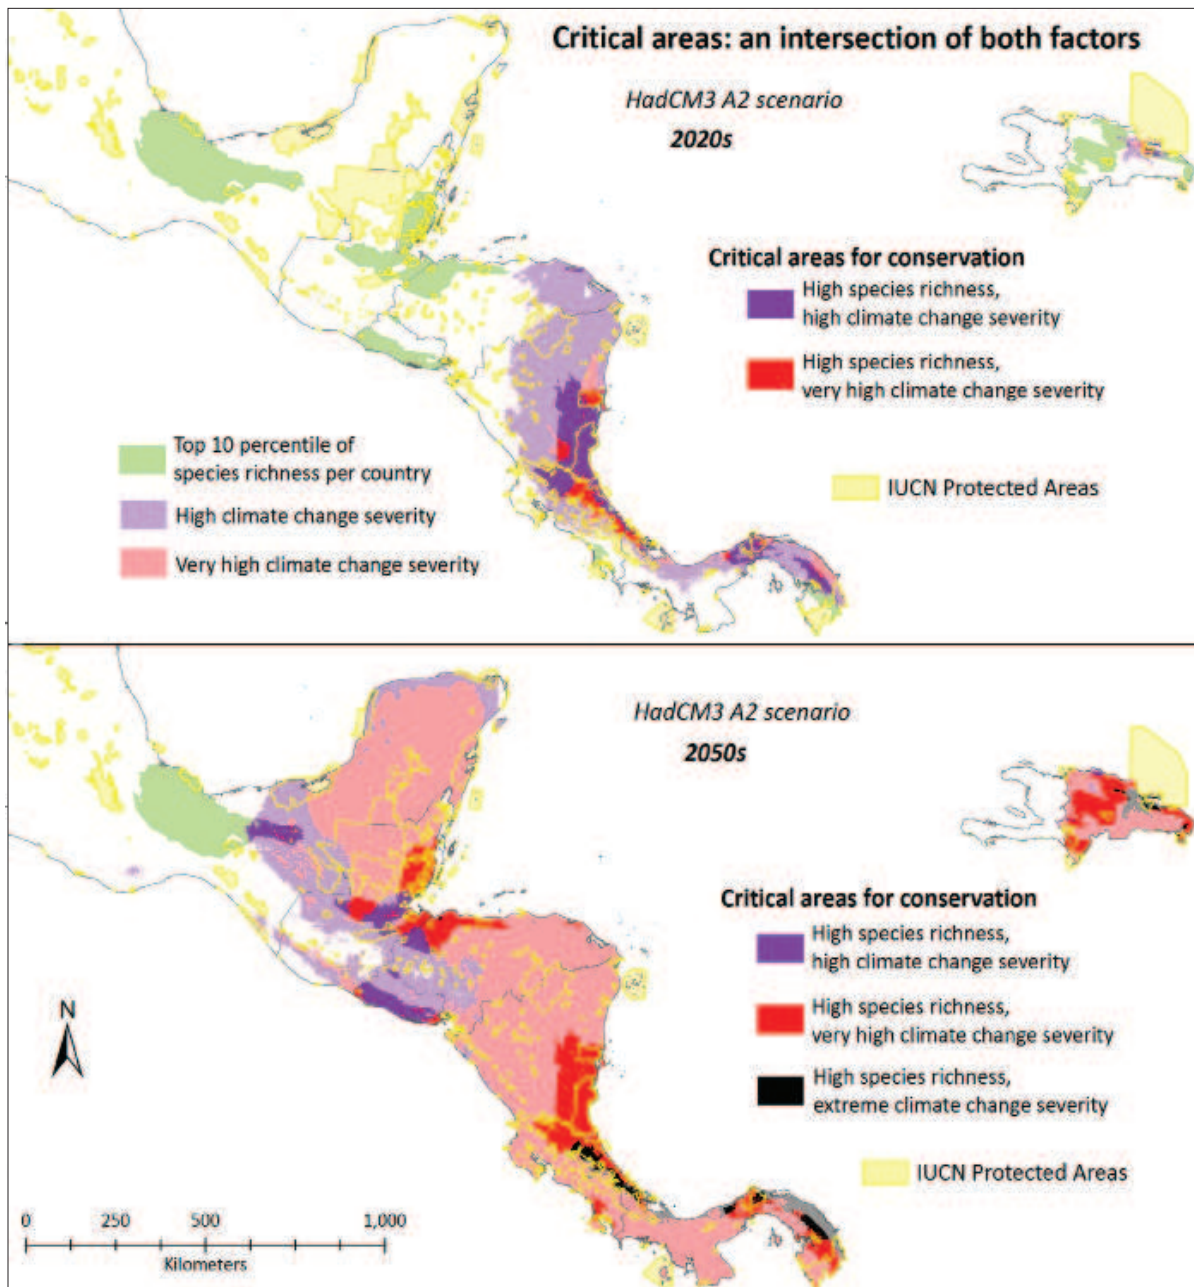 Critical areas: an intersection of both factors
HadCM3 A2 scenario
2020s
Critical areas for conservation
High species richness,
high climate change severity
High species richness,
very high climate change severity
Top 10 percentile of
species richness per country
High climate change severity
Very high climate change severity
IUCN Protected Areas
HadCM3 A2 scenario
2050s
Critical areas for conservation
High species richness,
high climate change severity
High species richness,
very high climate change severity
High species richness,
extreme climate change severity
IUCN Protected Areas
N
0 250 500 1,000
Kilometers